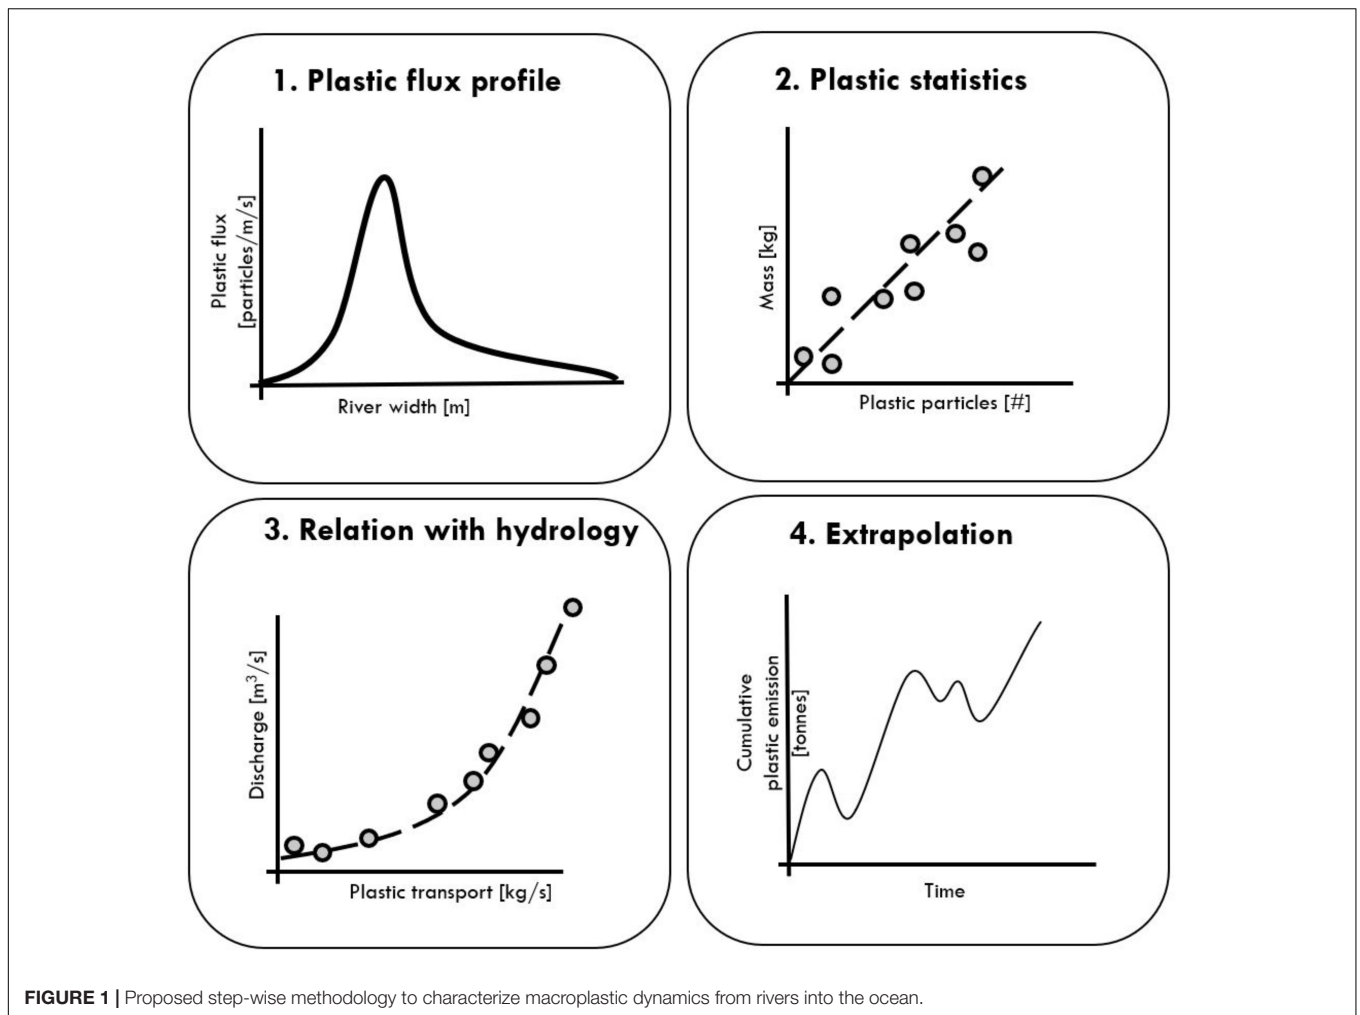 1. Plastic flux profile
Plastic flux
[particles/m/s]
River width [m]
2. Plastic statistics
Mass [kg]
Plastic particles [#]
3. Relation with hydrology
Discharge [m³/s]
Plastic transport [kg/s]
4. Extrapolation
Cumulative
plastic emission
[tonnes]
Time
FIGURE 1 | Proposed step-wise methodology to characterize macroplastic dynamics from rivers into the ocean.